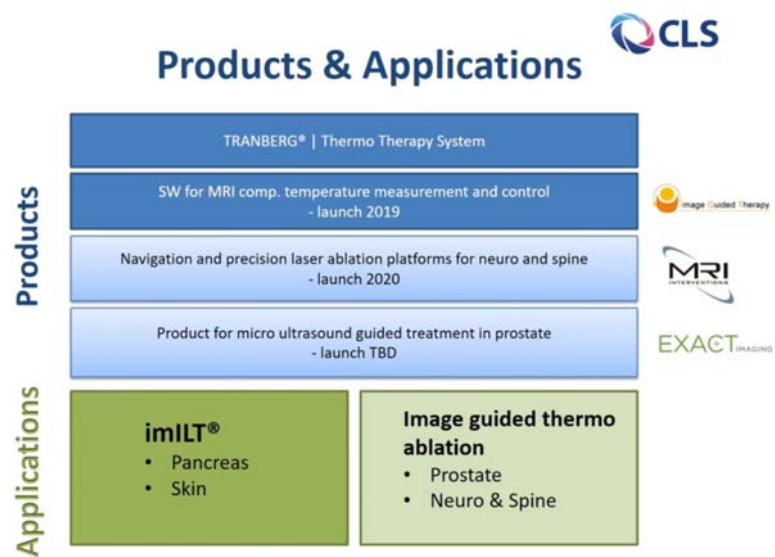 CLS
Products & Applications
Products
TRANBERG® | Thermo Therapy System
SW for MRI comp. temperature measurement and control
- launch 2019
Image Guided Therapy
Navigation and precision laser ablation platforms for neuro and spine
- launch 2020
MRI
INTERVENTIONS
Product for micro ultrasound guided treatment in prostate
- launch TBD
EXACT IMAGING
Applications
imILT®
• Pancreas
• Skin
Image guided thermo
ablation
• Prostate
• Neuro & Spine